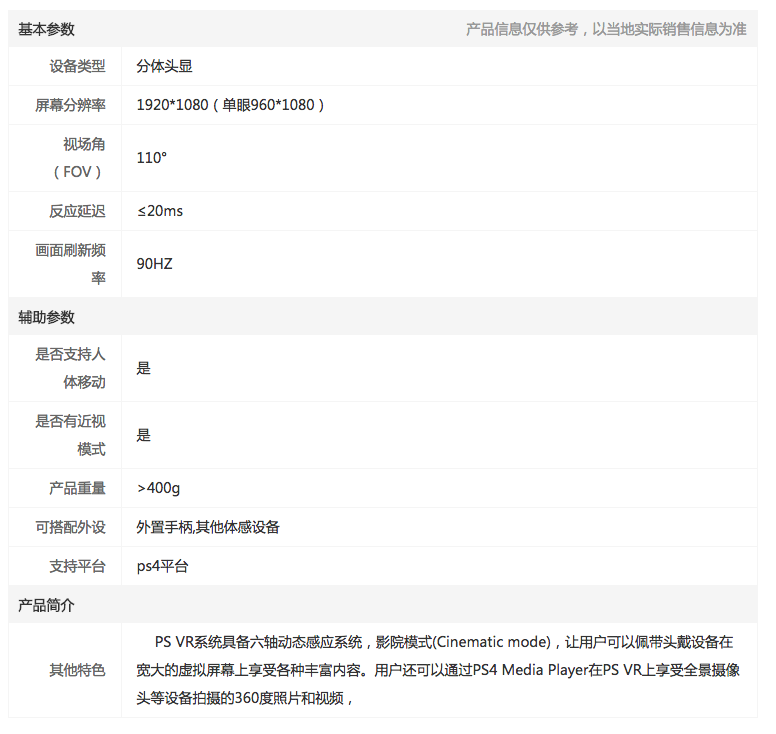 基本参数 产品信息仅供参考，以当地实际销售信息为准
设备类型 分体头显
屏幕分辨率 1920*1080（单眼960*1080）
视场角
（FOV） 110°
反应延迟 ≤20ms
画面刷新频
率 90HZ
辅助参数
是否支持人
体移动 是
是否有近视
模式 是
产品重量 >400g
可搭配外设 外置手柄,其他体感设备
支持平台 ps4平台
产品简介
PS VR系统具备六轴动态感应系统，影院模式(Cinematic mode)，让用户可以佩带头戴设备在
其他特色 宽大的虚拟屏幕上享受各种丰富内容。用户还可以通过PS4 Media Player在PS VR上享受全景摄像
头等设备拍摄的360度照片和视频，